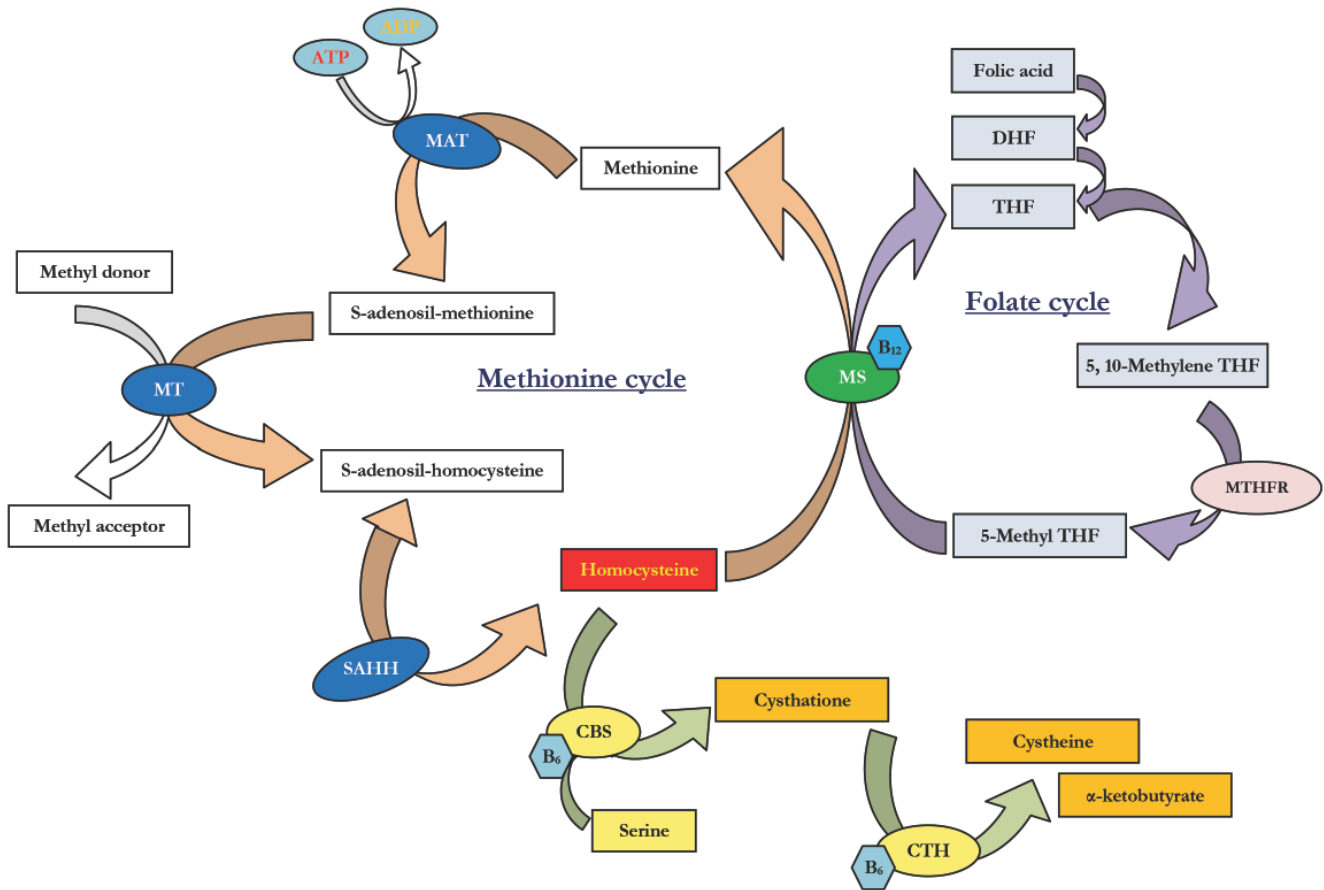 ADP
ATP
MAT
Methionine
Folic acid
DHF
THF
Methyl donor
S-adenosil-methionine
Folate cycle
MT
Methionine cycle
B₁₂
MS
5, 10-Methylene THF
S-adenosil-homocysteine
MTHFR
Methyl acceptor
5-Methyl THF
Homocysteine
SAHH
Cysthatione
CBS
B₆
Cystheine
α-ketobutyrate
Serine
CTH
B₆